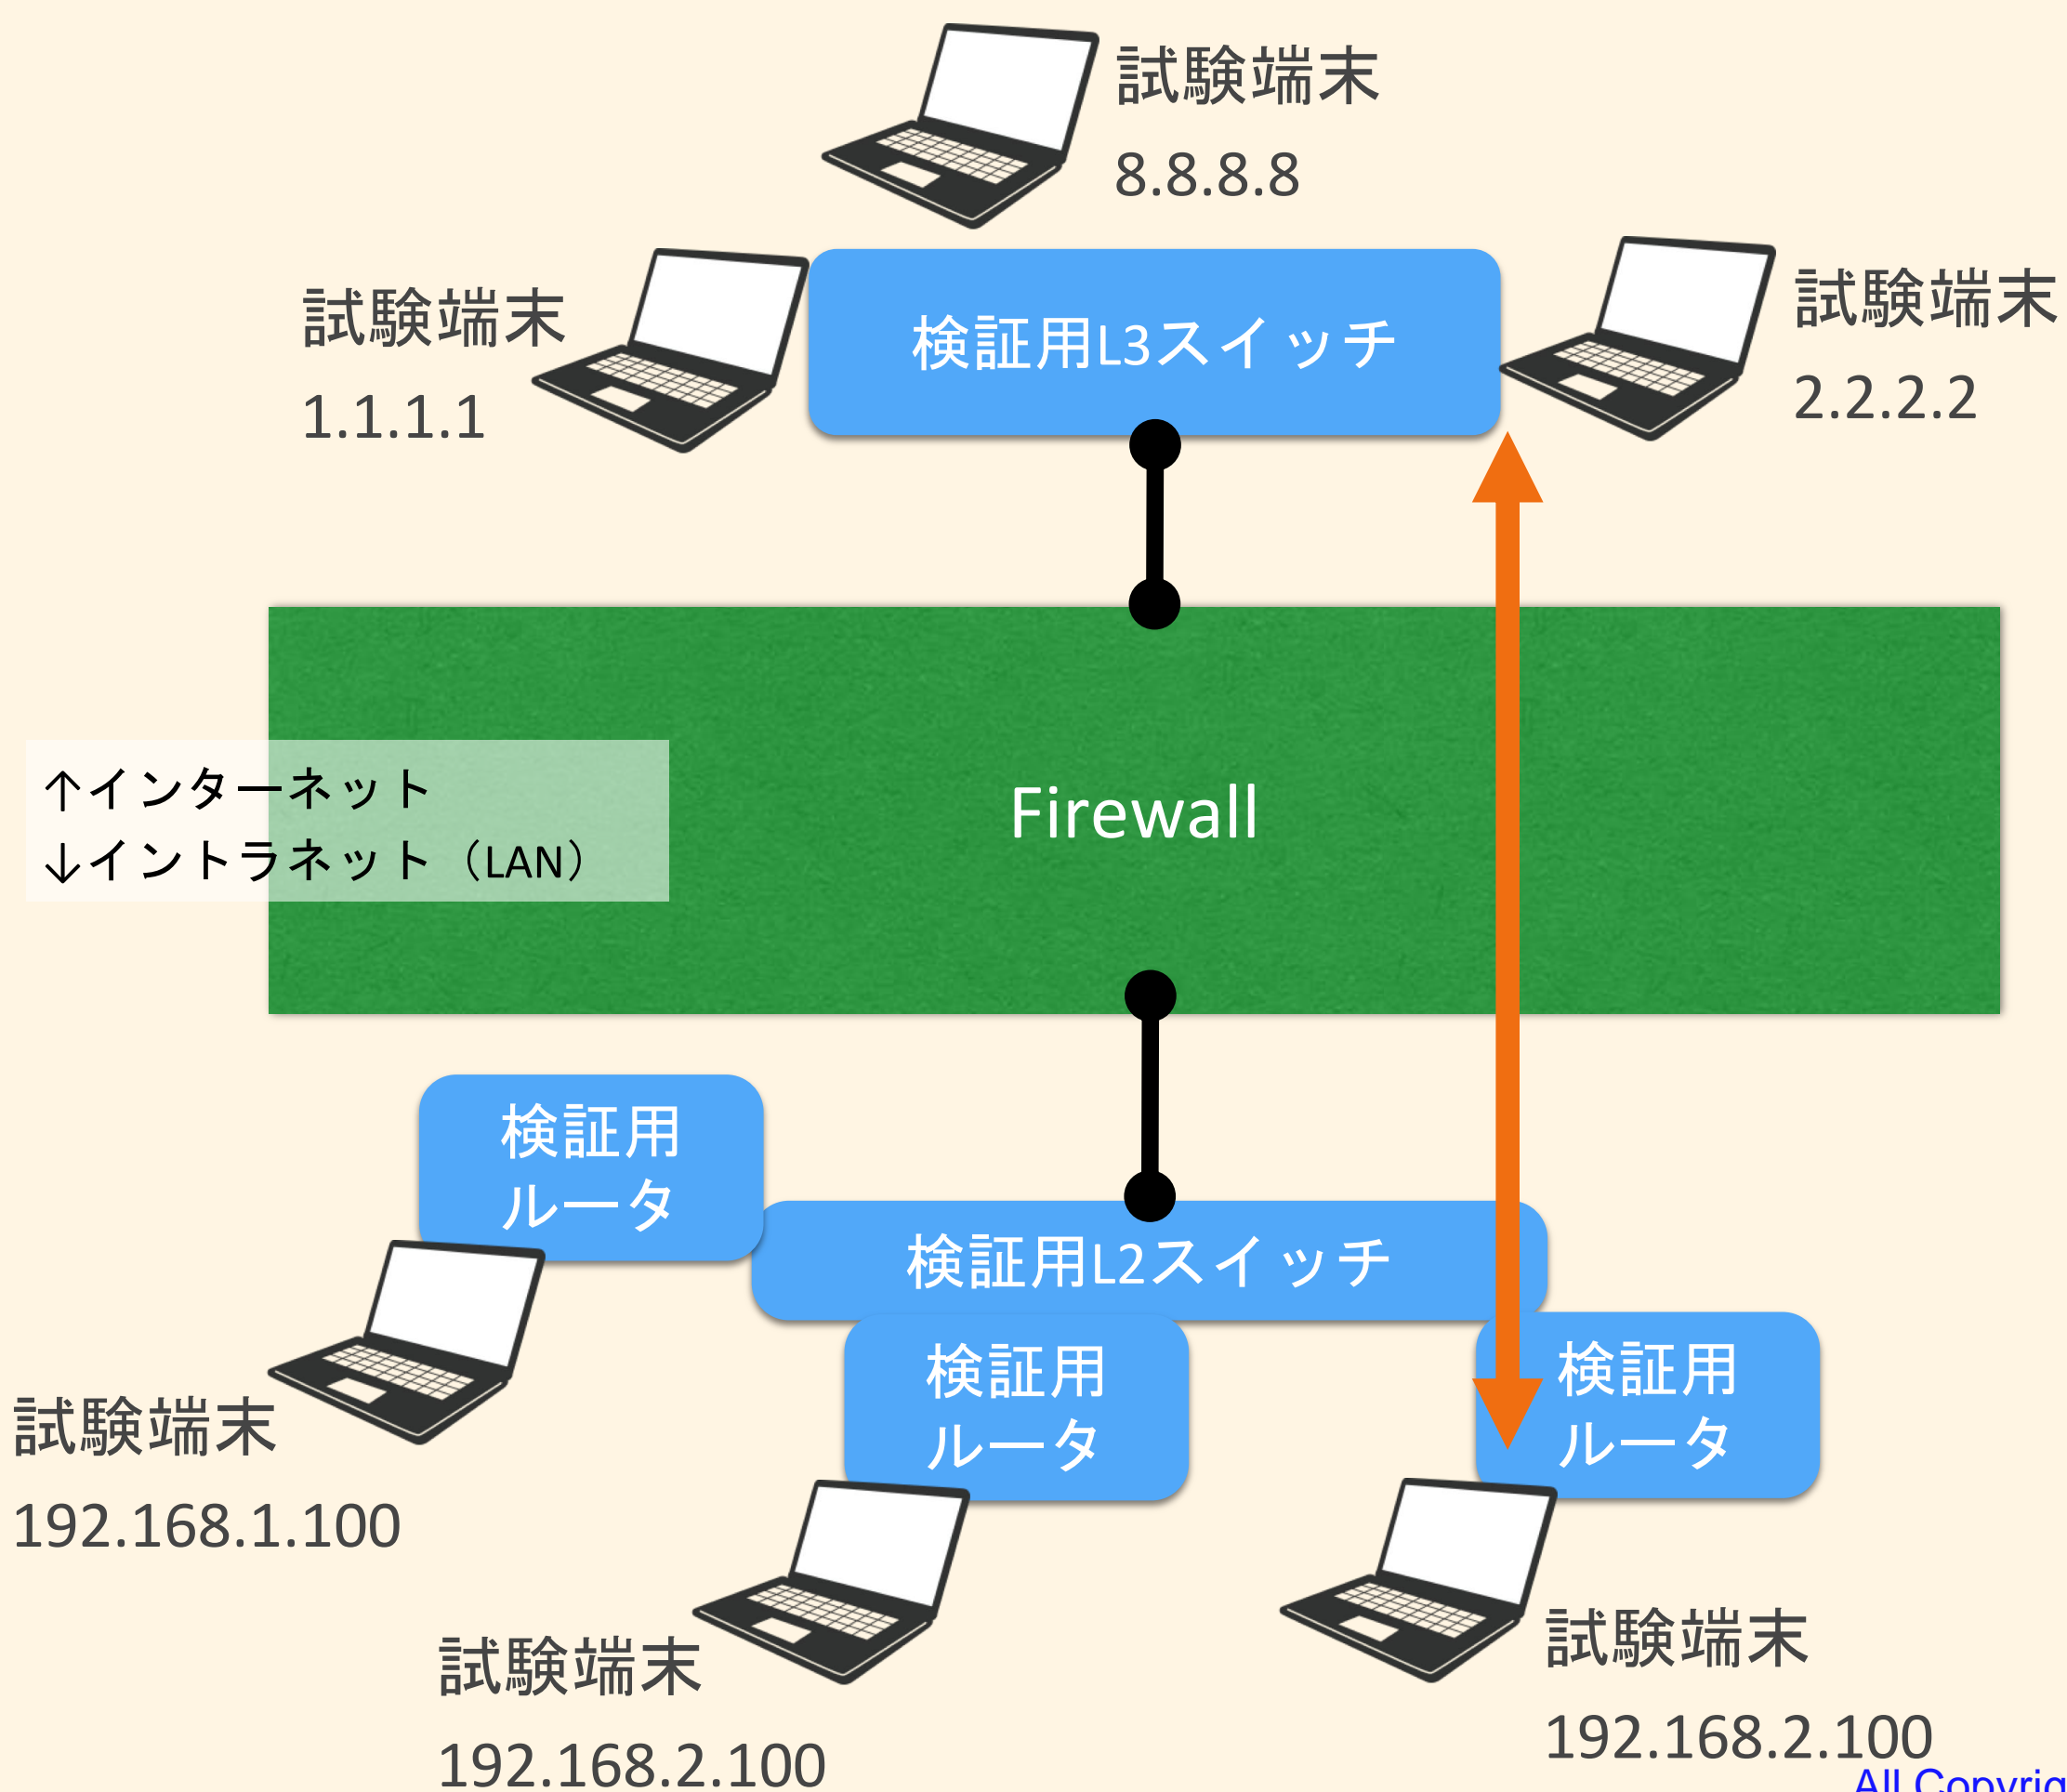 試験端末
8.8.8.8
試験端末
1.1.1.1
検証用L3スイッチ
試験端末
2.2.2.2
↑インターネット
↓イントラネット（LAN）
Firewall
検証用
ルータ
検証用L2スイッチ
検証用
ルータ
検証用
ルータ
試験端末
192.168.1.100
試験端末
192.168.2.100
試験端末
192.168.2.100
All Copyrig